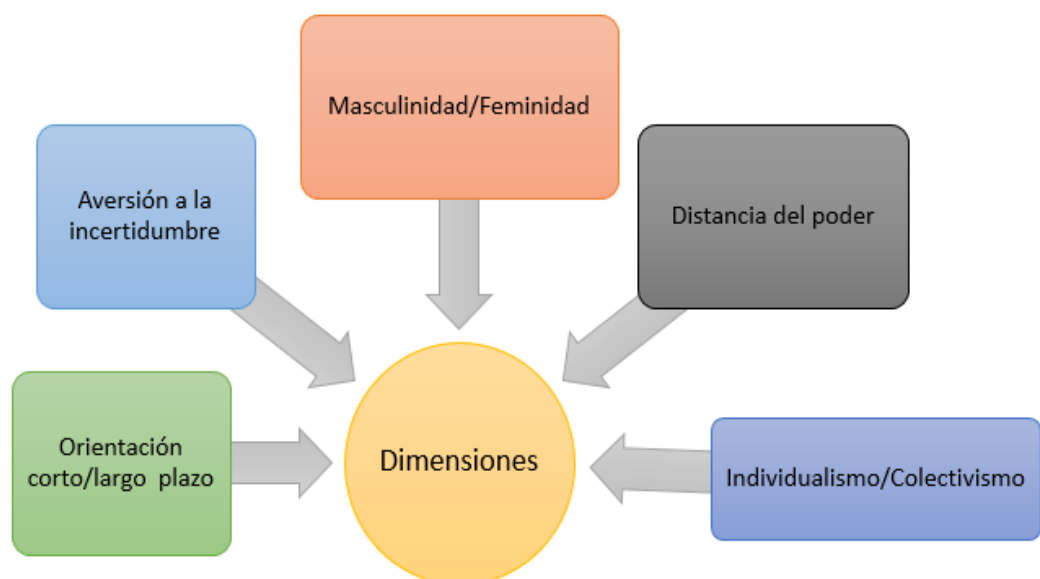 Masculinidad/Feminidad
Aversión a la
incertidumbre
Distancia del poder
Orientación
corto/largo plazo
Dimensiones
Individualismo/Colectivismo